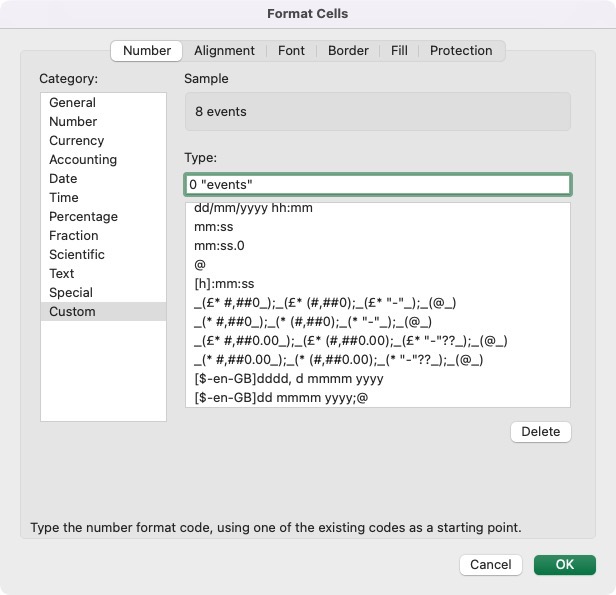 Format Cells
Number Alignment Font Border Fill Protection
Category:
General
Number
Currency
Accounting
Date
Time
Percentage
Fraction
Scientific
Text
Special
Custom
Sample
8 events
Type:
0 "events"
dd/mm/yyyy hh:mm
mm:ss
mm:ss.0
@
[h]:mm:ss
_(£* #,##0_);_(£* (#,##0);_(£* "-"_);_(@_)
_(* #,##0_);_(* (#,##0);_(* "-"_);_(@_)
_(£* #,##0.00_);_(£* (#,##0.00);_(£* "-"??_);_(@_)
_(* #,##0.00_);_(* (#,##0.00);_(* "-"??_);_(@_)
[$-en-GB]dddd, d mmmm yyyy
[$-en-GB]dd mmmm yyyy;@
Delete
Type the number format code, using one of the existing codes as a starting point.
Cancel OK